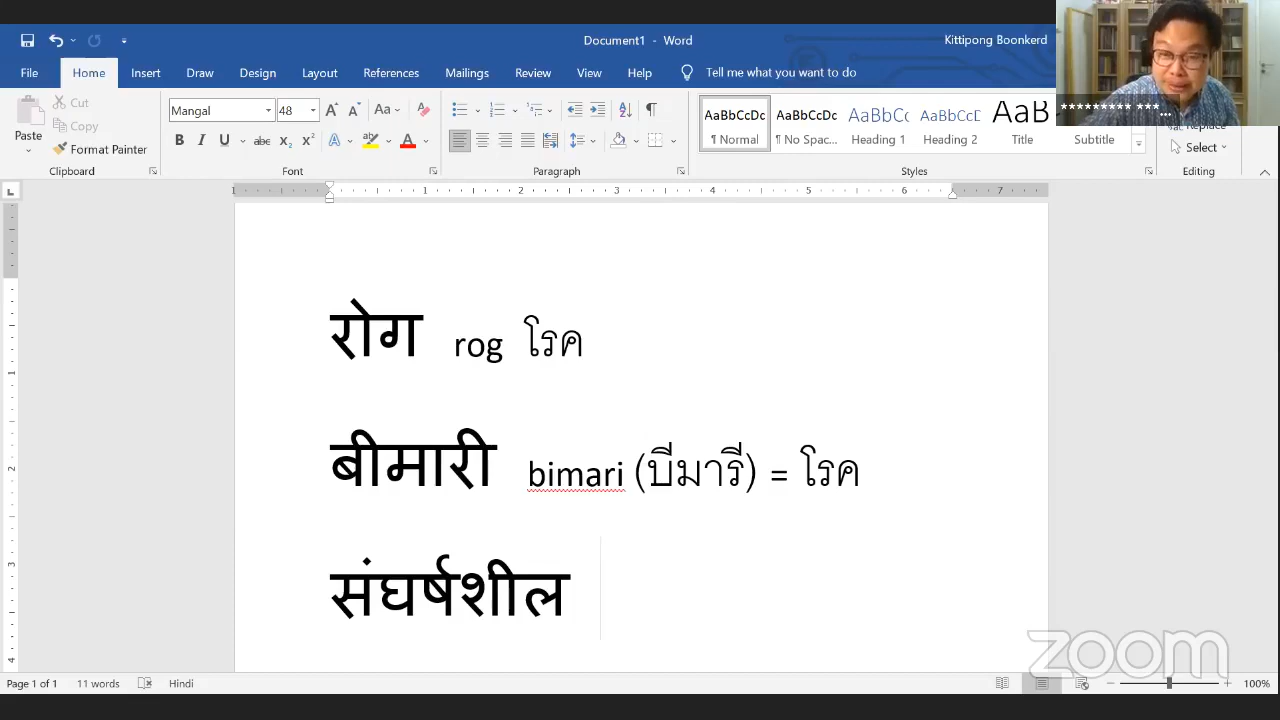 Document1 - Word
Kittipong Boonkerd
File Home Insert Draw Design Layout References Mailings Review View Help Tell me what you want to do
Paste
Cut
Copy
Format Painter
Clipboard
Mangal 48
Font
Paragraph
AaBbCcDc AaBbCcDc AaBbCc AaBbCcD AaB
¶ Normal ¶ No Spac... Heading 1 Heading 2 Title Subtitle
Styles
********* ***
...
Replace
Select
Editing
रोग rog โรค
बीमारी bimari (บีมารี) = โรค
संघर्षशील
zoom
Page 1 of 1 11 words Hindi 100%